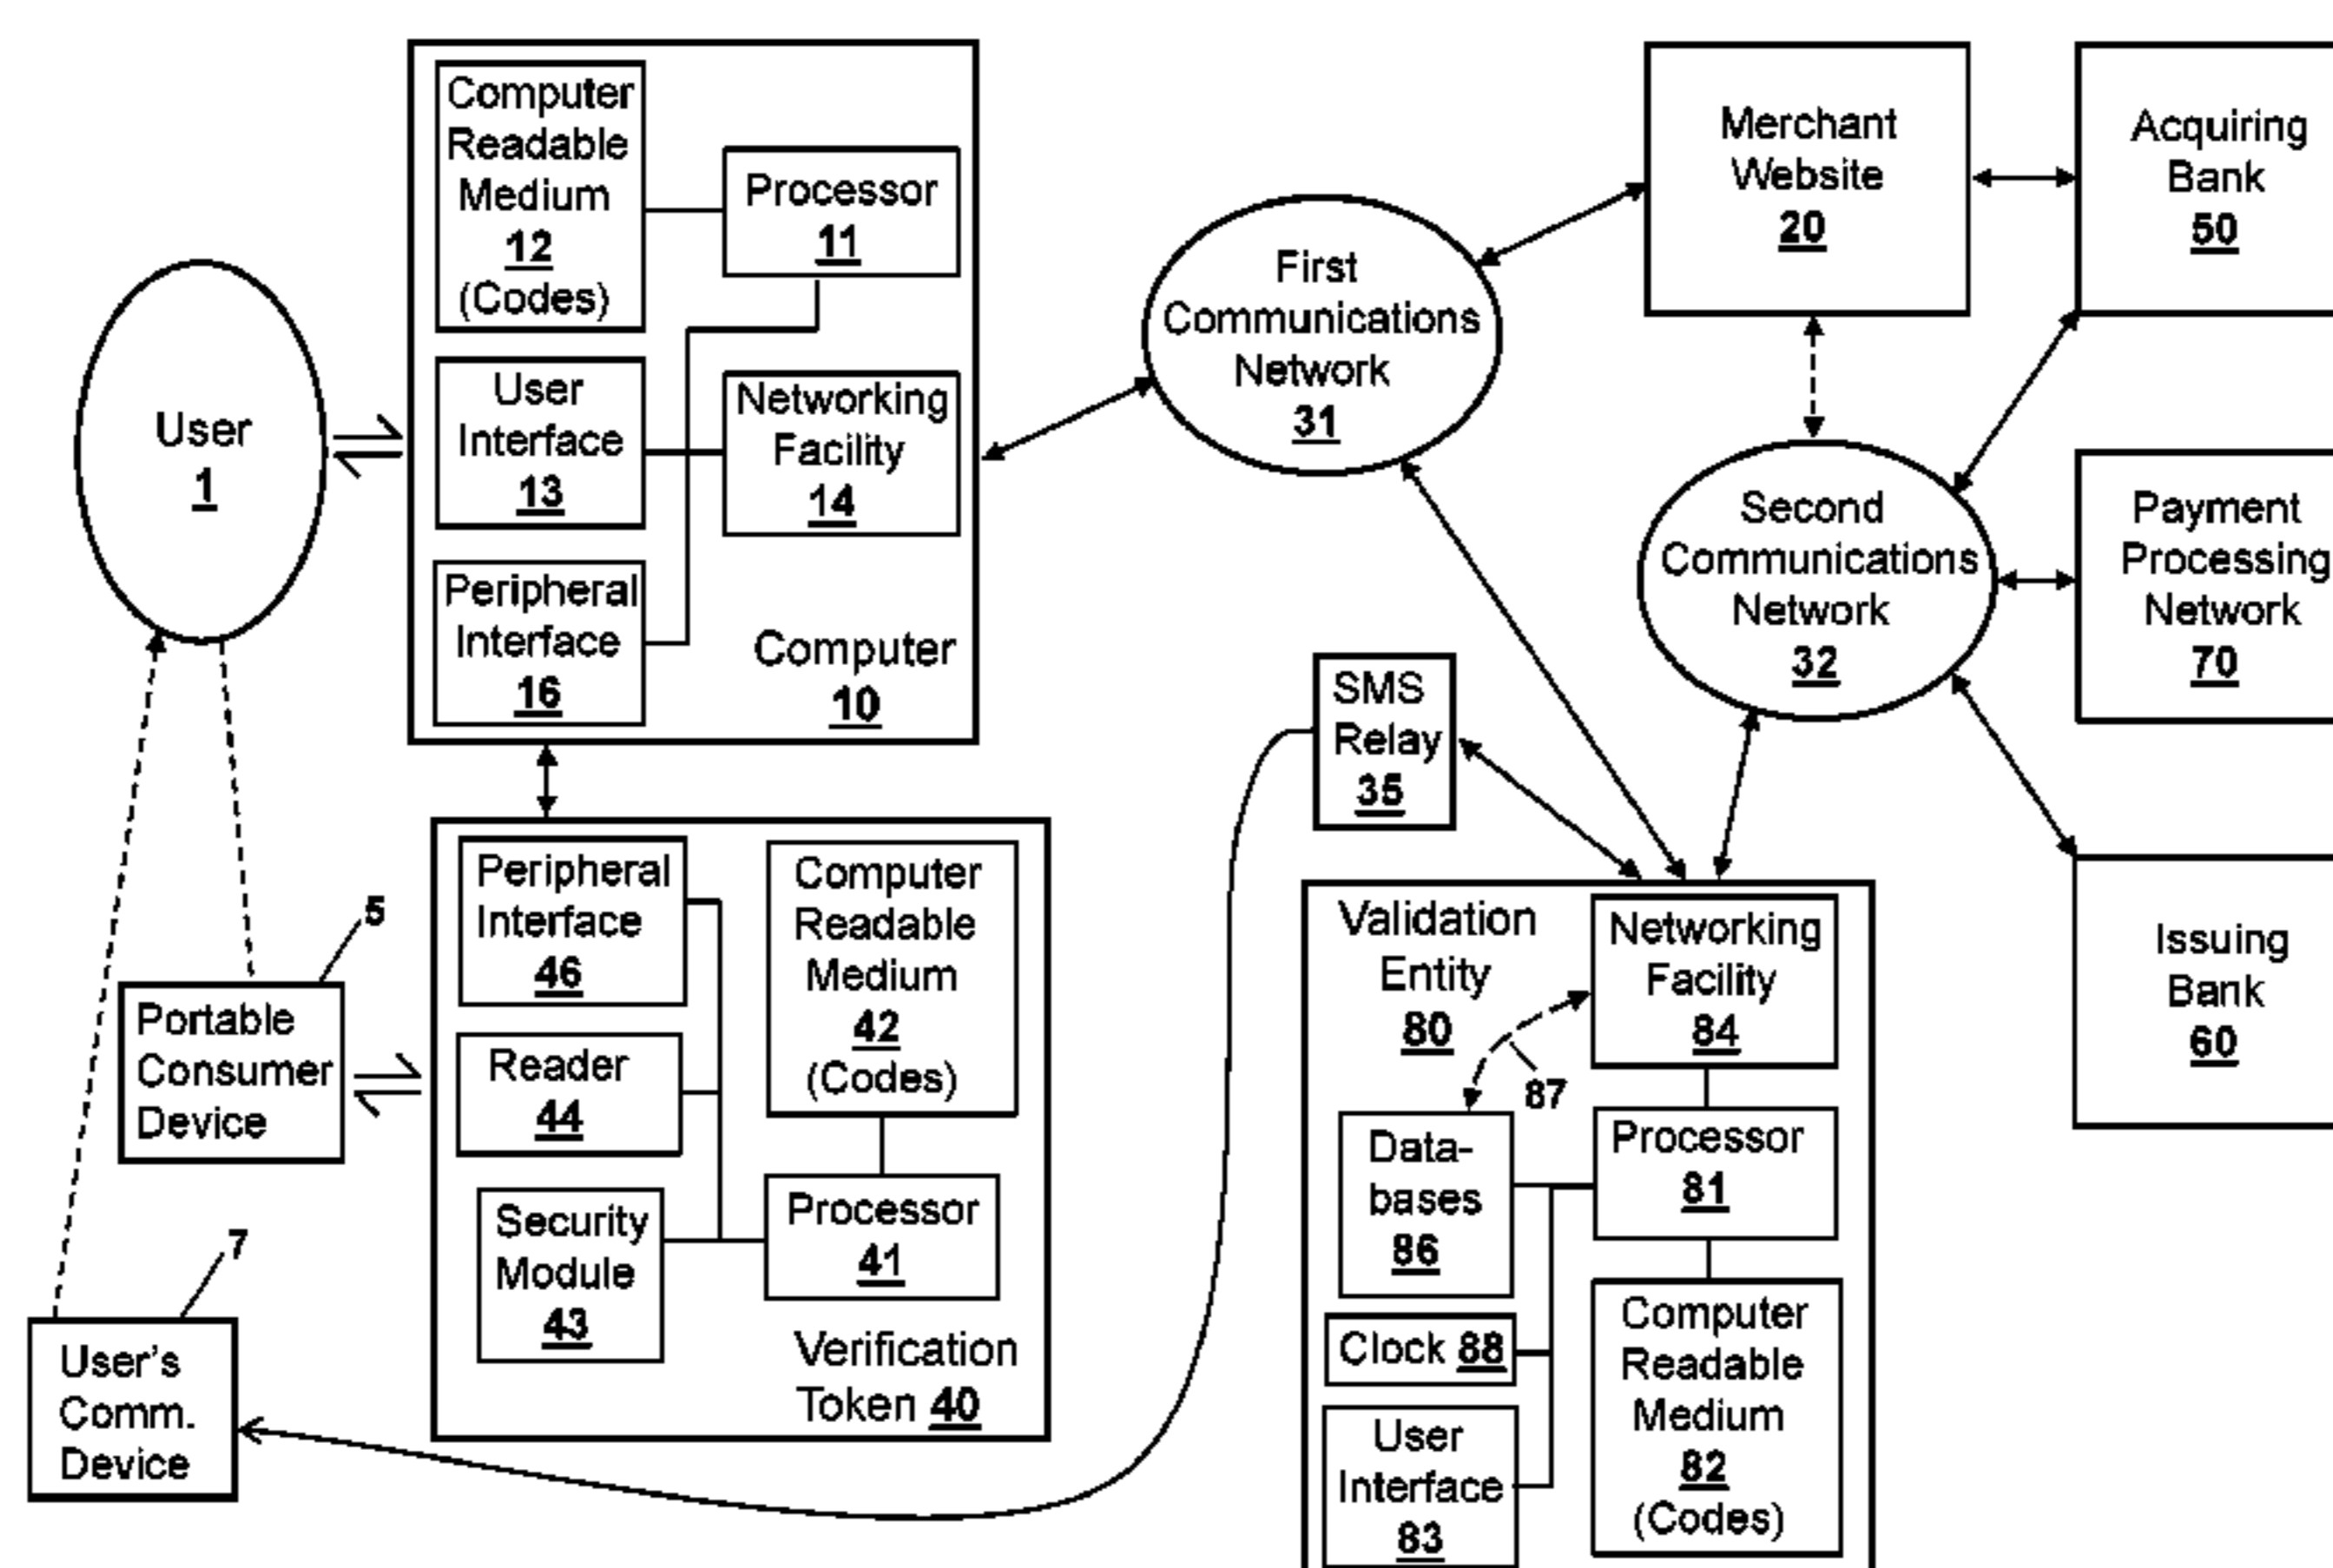 Computer
Readable
Medium
12
(Codes)
Processor
11
User
Interface
13
Networking
Facility
14
Peripheral
Interface
16
Computer
10
User
1
First
Communications
Network
31
Merchant
Website
20
Acquiring
Bank
50
Second
Communications
Network
32
Payment
Processing
Network
70
SMS
Relay
35
Issuing
Bank
60
5
Portable
Consumer
Device
7
User's
Comm.
Device
Peripheral
Interface
46
Computer
Readable
Medium
42
(Codes)
Reader
44
Security
Module
43
Processor
41
Verification
Token 40
Validation
Entity
80
Networking
Facility
84
87
Data-
bases
86
Processor
81
Clock 88
User
Interface
83
Computer
Readable
Medium
82
(Codes)